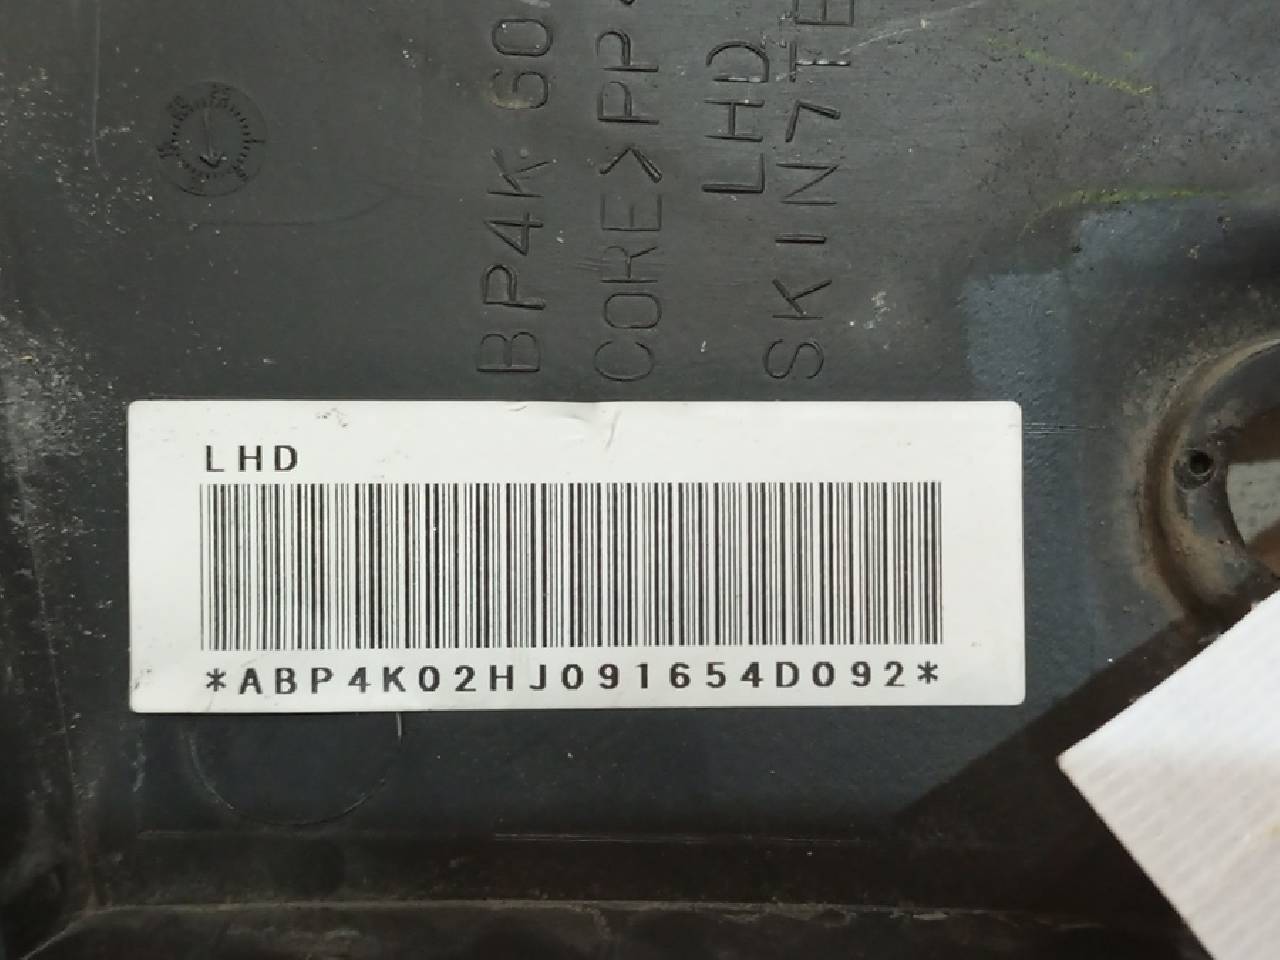 BP4K 60
CORE>PP
LHD
SKIN7TE
LHD
*ABP4K02HJ091654D092*